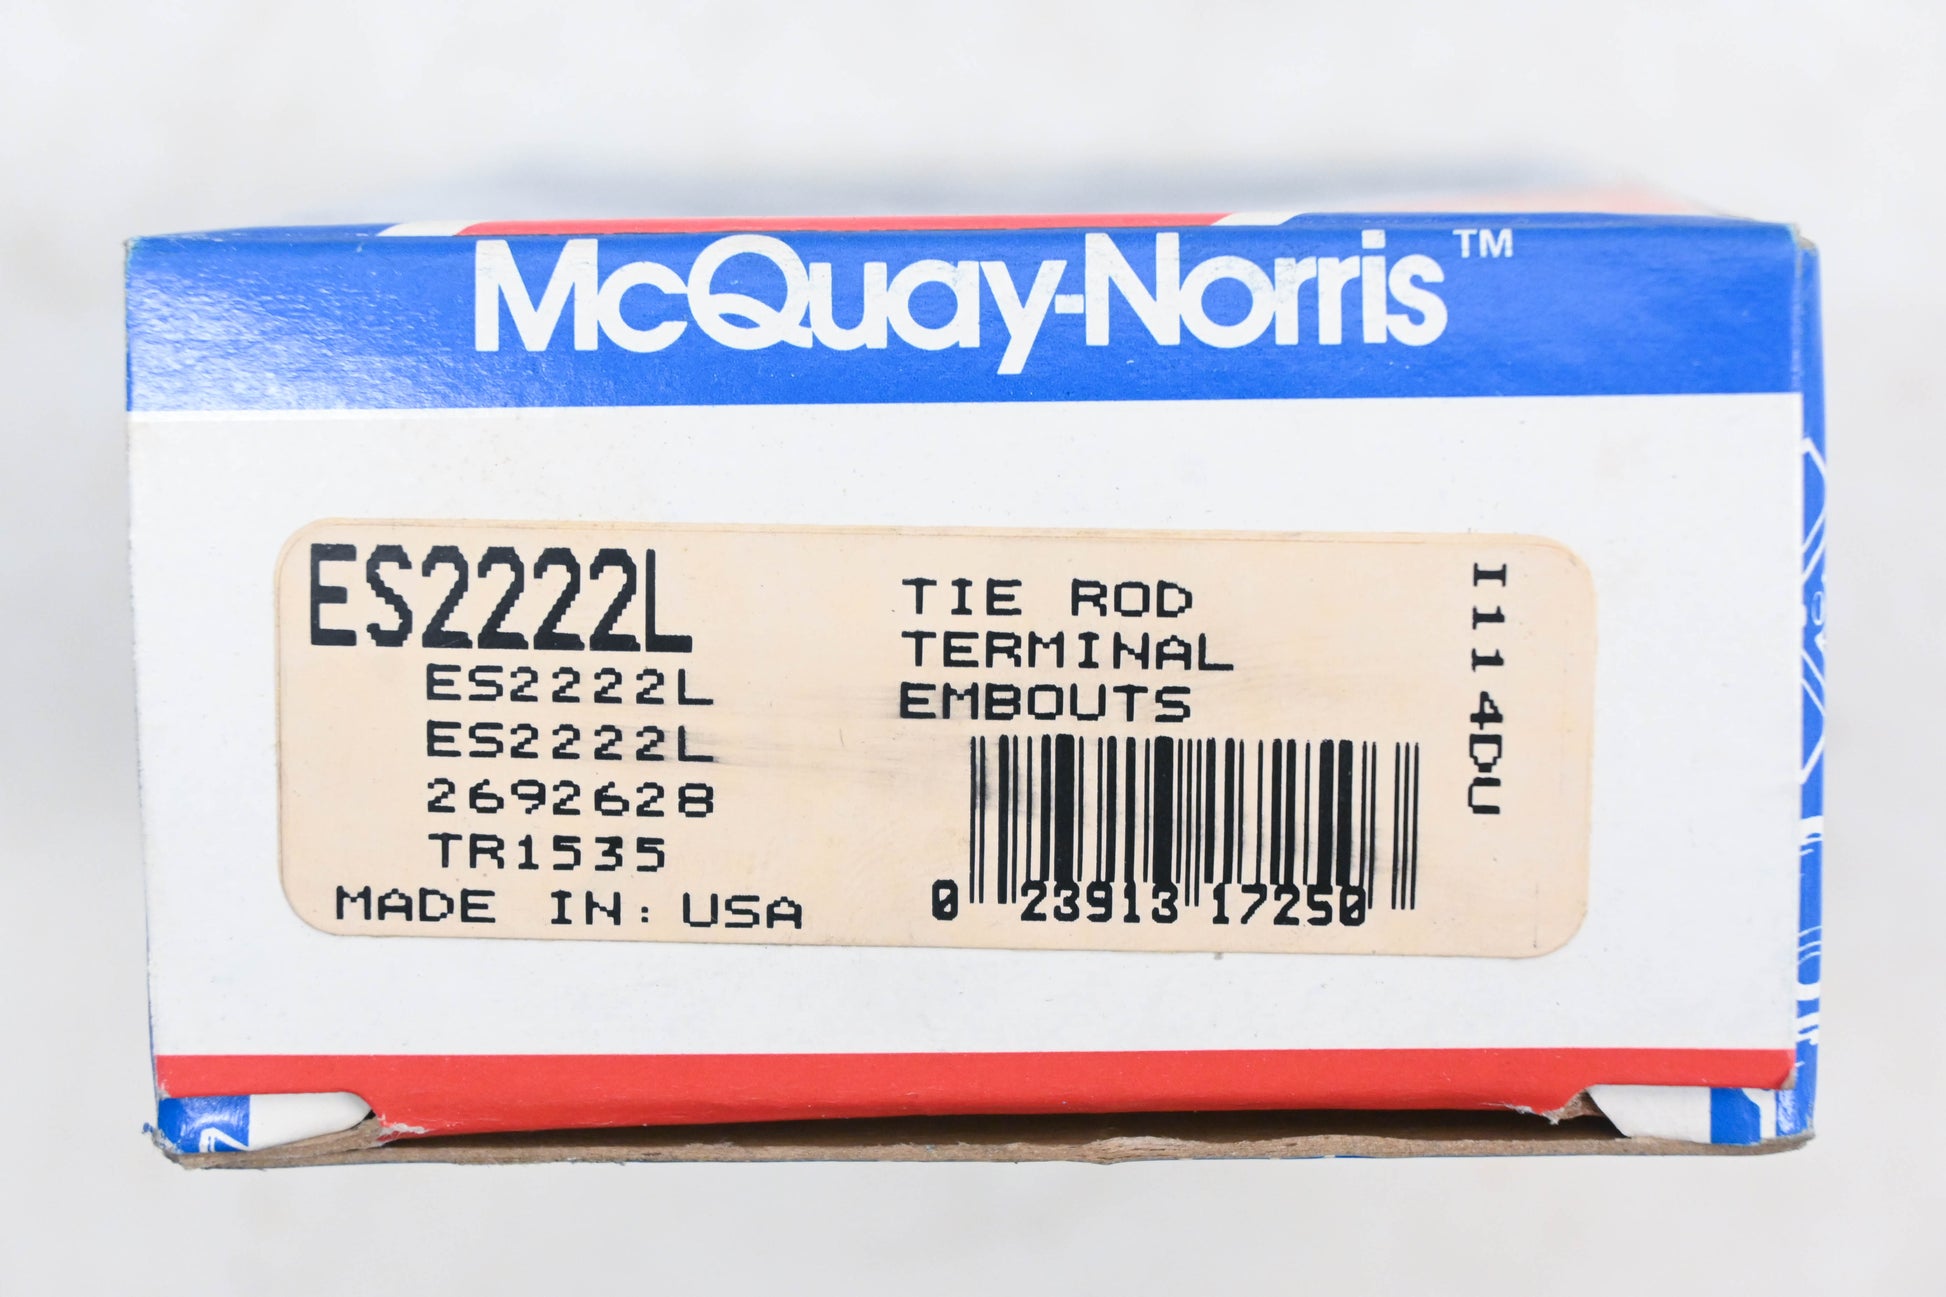 McQuay-Norris™
ES2222L
ES2222L
ES2222L
2692628
TR1535
MADE IN: USA
TIE ROD
TERMINAL
EMBOUTS
0 23913 17250
I114DU